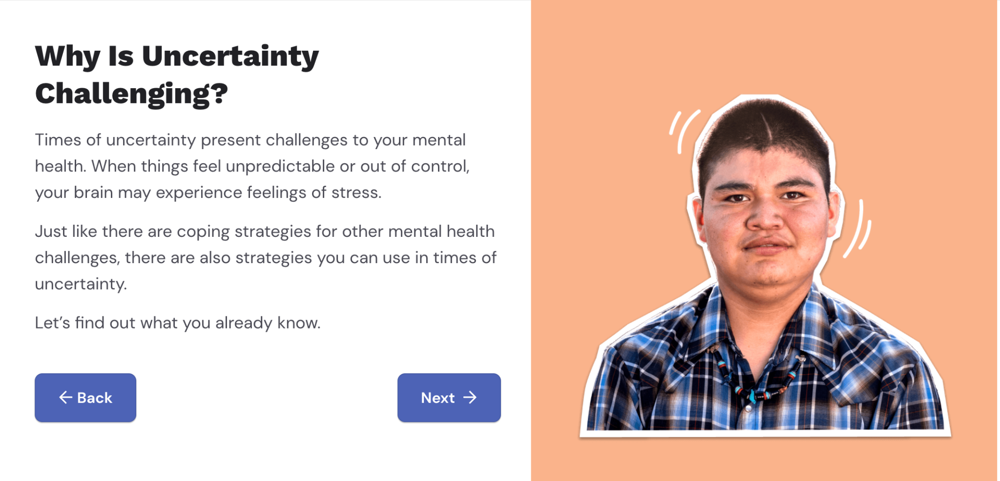 Why Is Uncertainty
Challenging?
Times of uncertainty present challenges to your mental
health. When things feel unpredictable or out of control,
your brain may experience feelings of stress.
Just like there are coping strategies for other mental health
challenges, there are also strategies you can use in times of
uncertainty.
Let’s find out what you already know.
← Back
Next →